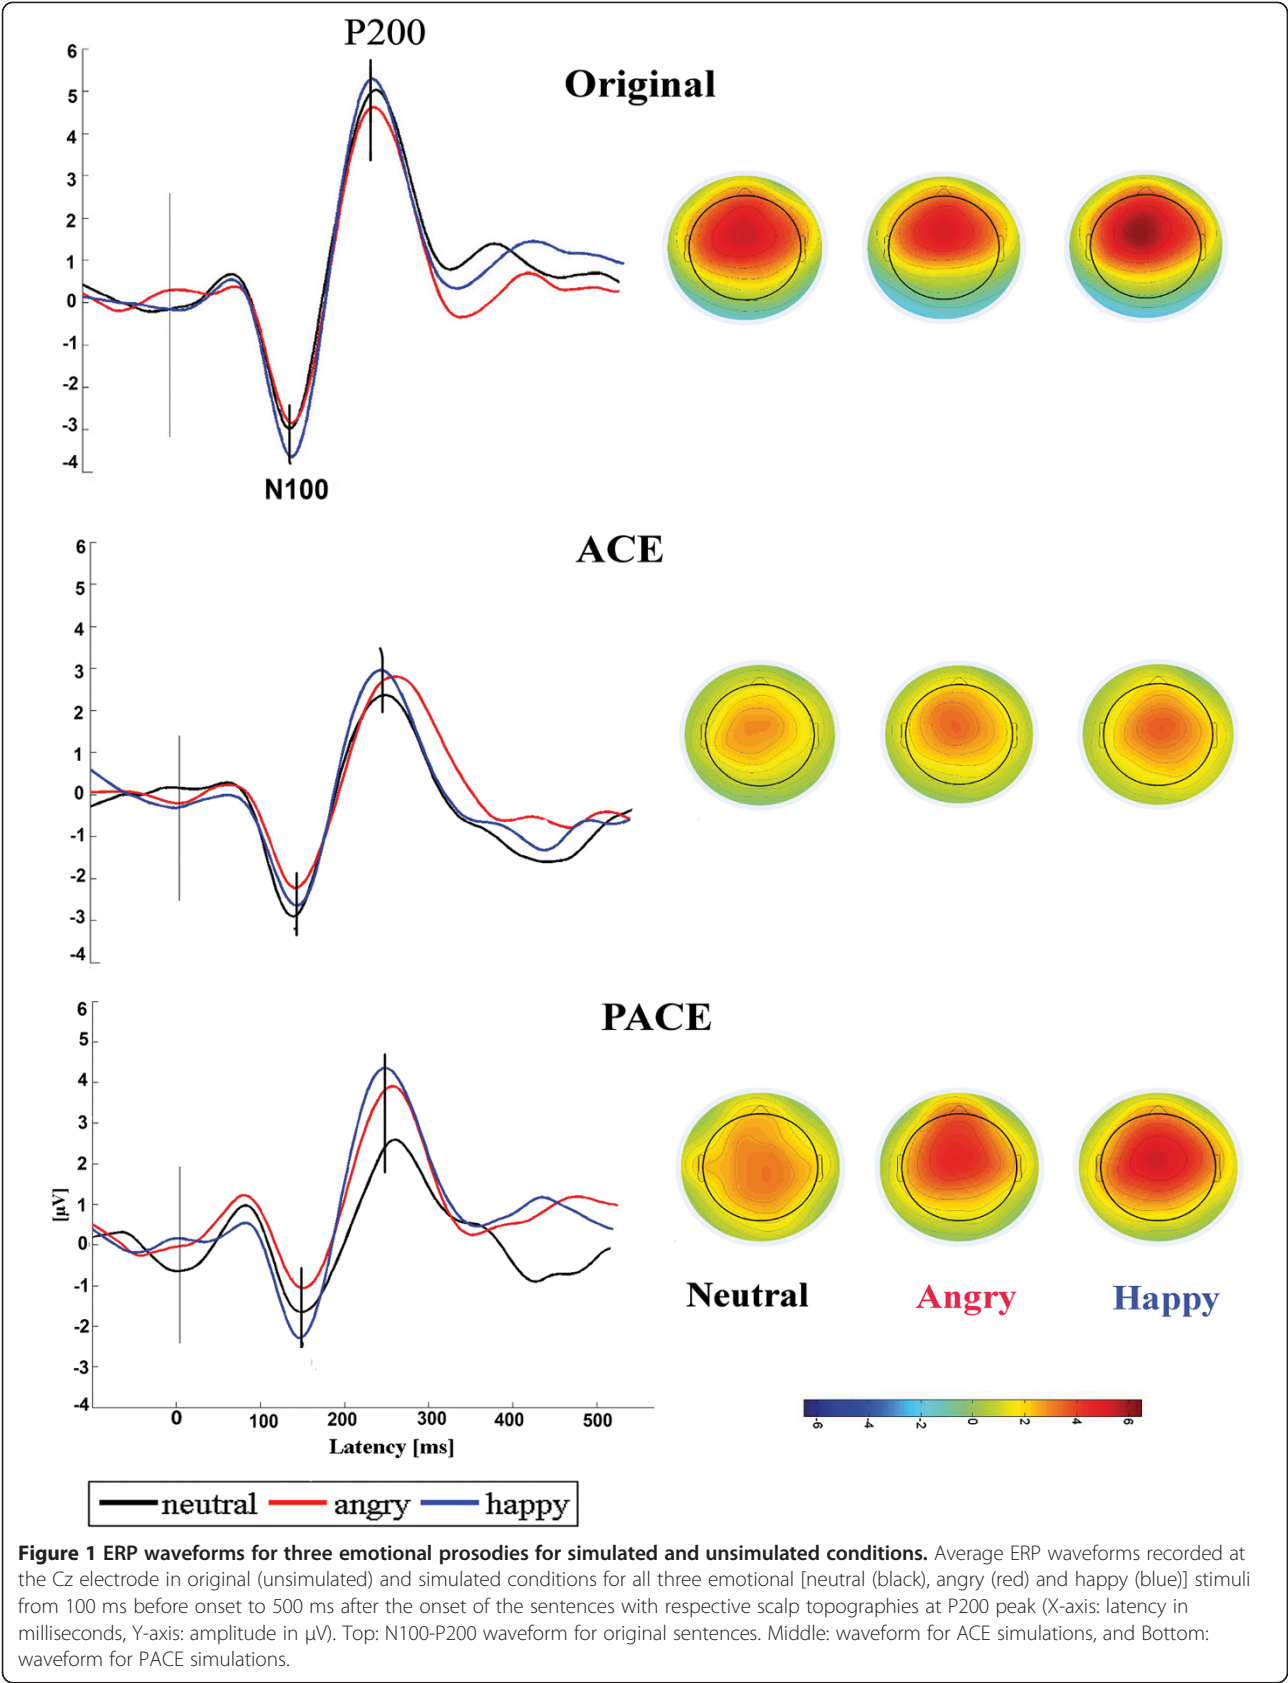 P200
Original
6
5
4
3
2
1
0
-1
-2
-3
-4
N100
ACE
6
5
4
3
2
1
0
-1
-2
-3
-4
PACE
6
5
4
3
2
1
0
-1
-2
-3
-4
[µV]
0 100 200 300 400 500
Latency [ms]
Neutral Angry Happy
-6 -4 -2 0 2 4 6
neutral angry happy
Figure 1 ERP waveforms for three emotional prosodies for simulated and unsimulated conditions. Average ERP waveforms recorded at
the Cz electrode in original (unsimulated) and simulated conditions for all three emotional [neutral (black), angry (red) and happy (blue)] stimuli
from 100 ms before onset to 500 ms after the onset of the sentences with respective scalp topographies at P200 peak (X-axis: latency in
milliseconds, Y-axis: amplitude in µV). Top: N100-P200 waveform for original sentences. Middle: waveform for ACE simulations, and Bottom:
waveform for PACE simulations.